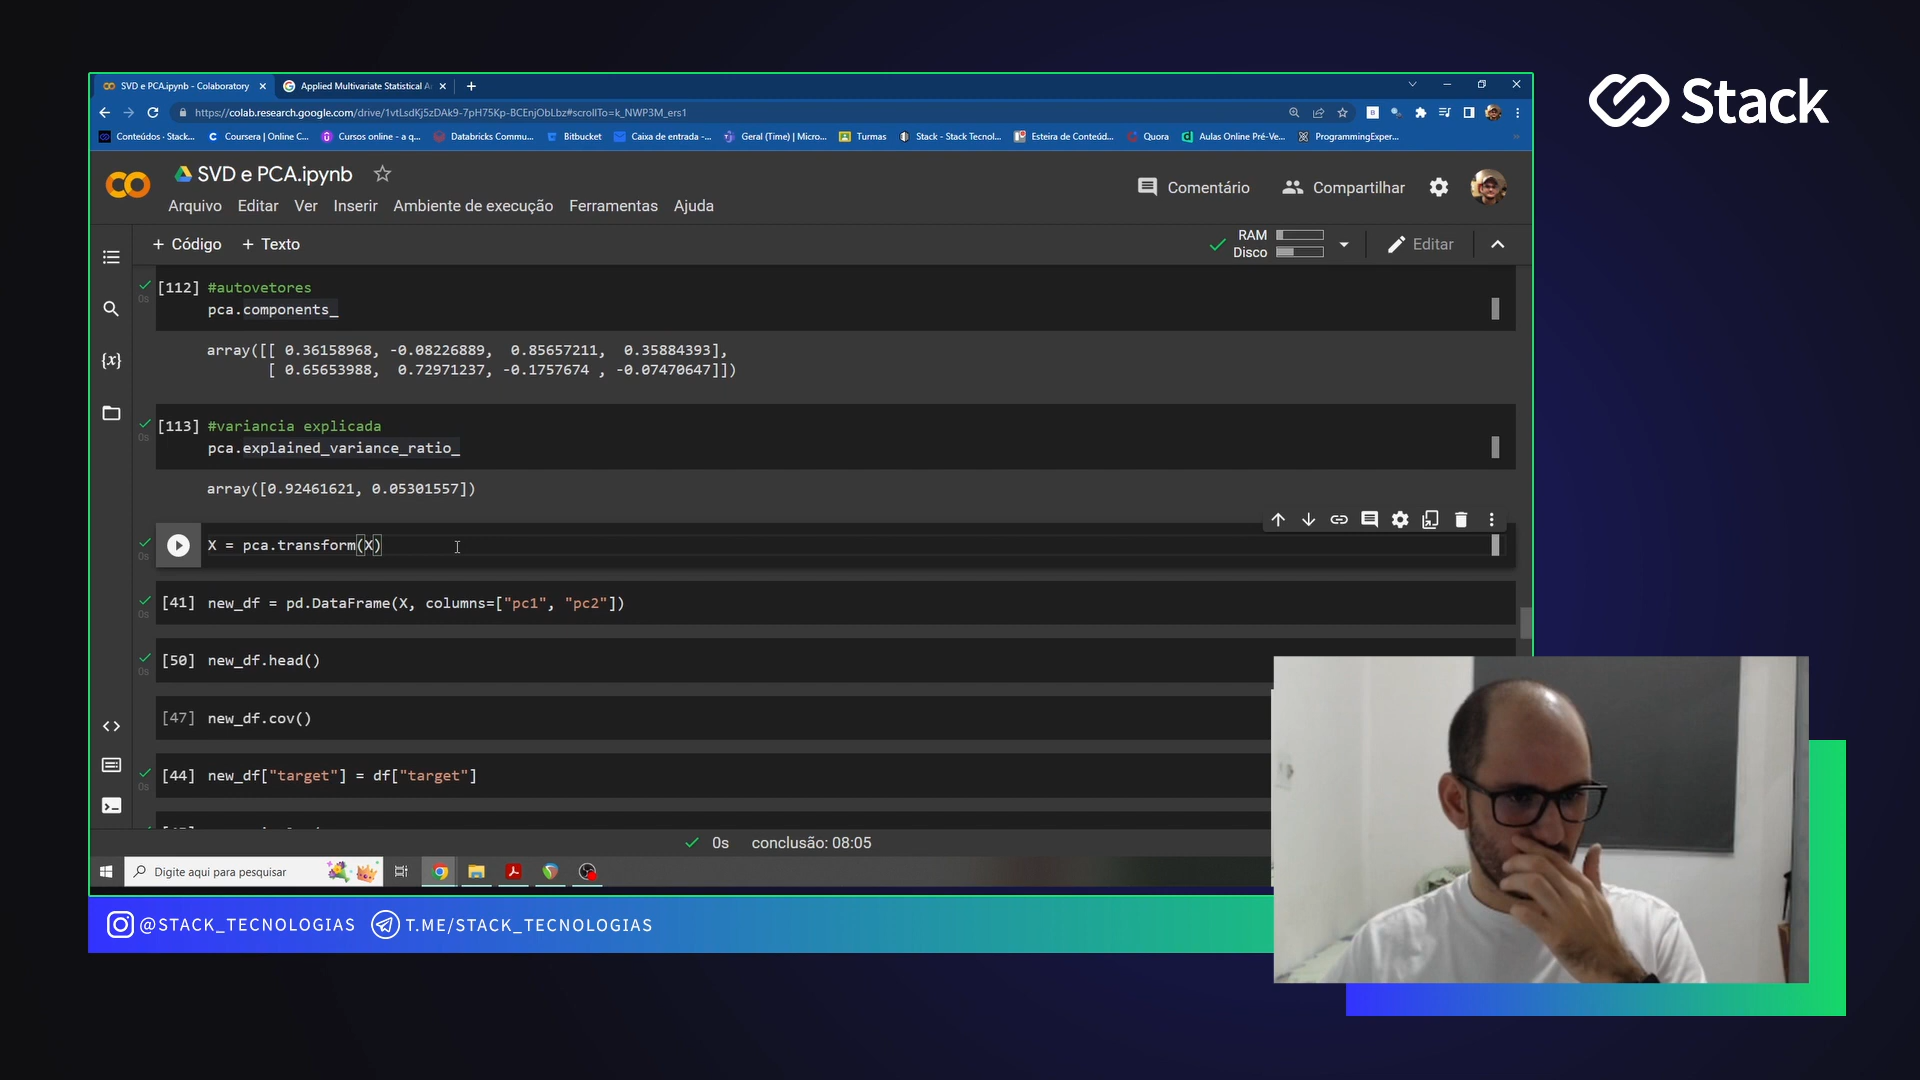 Stack
SVD e PCA.ipynb - Colaboratory
Applied Multivariate Statistical A
https://colab.research.google.com/drive/1vtLsdKj5zDAk9-7pH75Kp-BCEnjObLbz#scrollTo=k_NWP3M_ers1
Conteúdos · Stack...
Coursera | Online C...
Cursos online - a q...
Databricks Commu...
Bitbucket
Caixa de entrada -...
Geral (Time) | Micro...
Turmas
Stack - Stack Tecnol...
Esteira de Conteúd...
Quora
Aulas Online Pré-Ve...
ProgrammingExper...
SVD e PCA.ipynb
Comentário
Compartilhar
Arquivo Editar Ver Inserir Ambiente de execução Ferramentas Ajuda
+ Código + Texto
RAM
Disco
Editar
[112] #autovetores
0s
pca.components_
array([[ 0.36158968, -0.08226889, 0.85657211, 0.35884393],
[ 0.65653988, 0.72971237, -0.1757674 , -0.07470647]])
[113] #variancia explicada
0s
pca.explained_variance_ratio_
array([0.92461621, 0.05301557])
X = pca.transform(X)
0s
[41] new_df = pd.DataFrame(X, columns=["pc1", "pc2"])
0s
[50] new_df.head()
0s
[47] new_df.cov()
[44] new_df["target"] = df["target"]
0s
0s conclusão: 08:05
Digite aqui para pesquisar
@STACK_TECNOLOGIAS
T.ME/STACK_TECNOLOGIAS